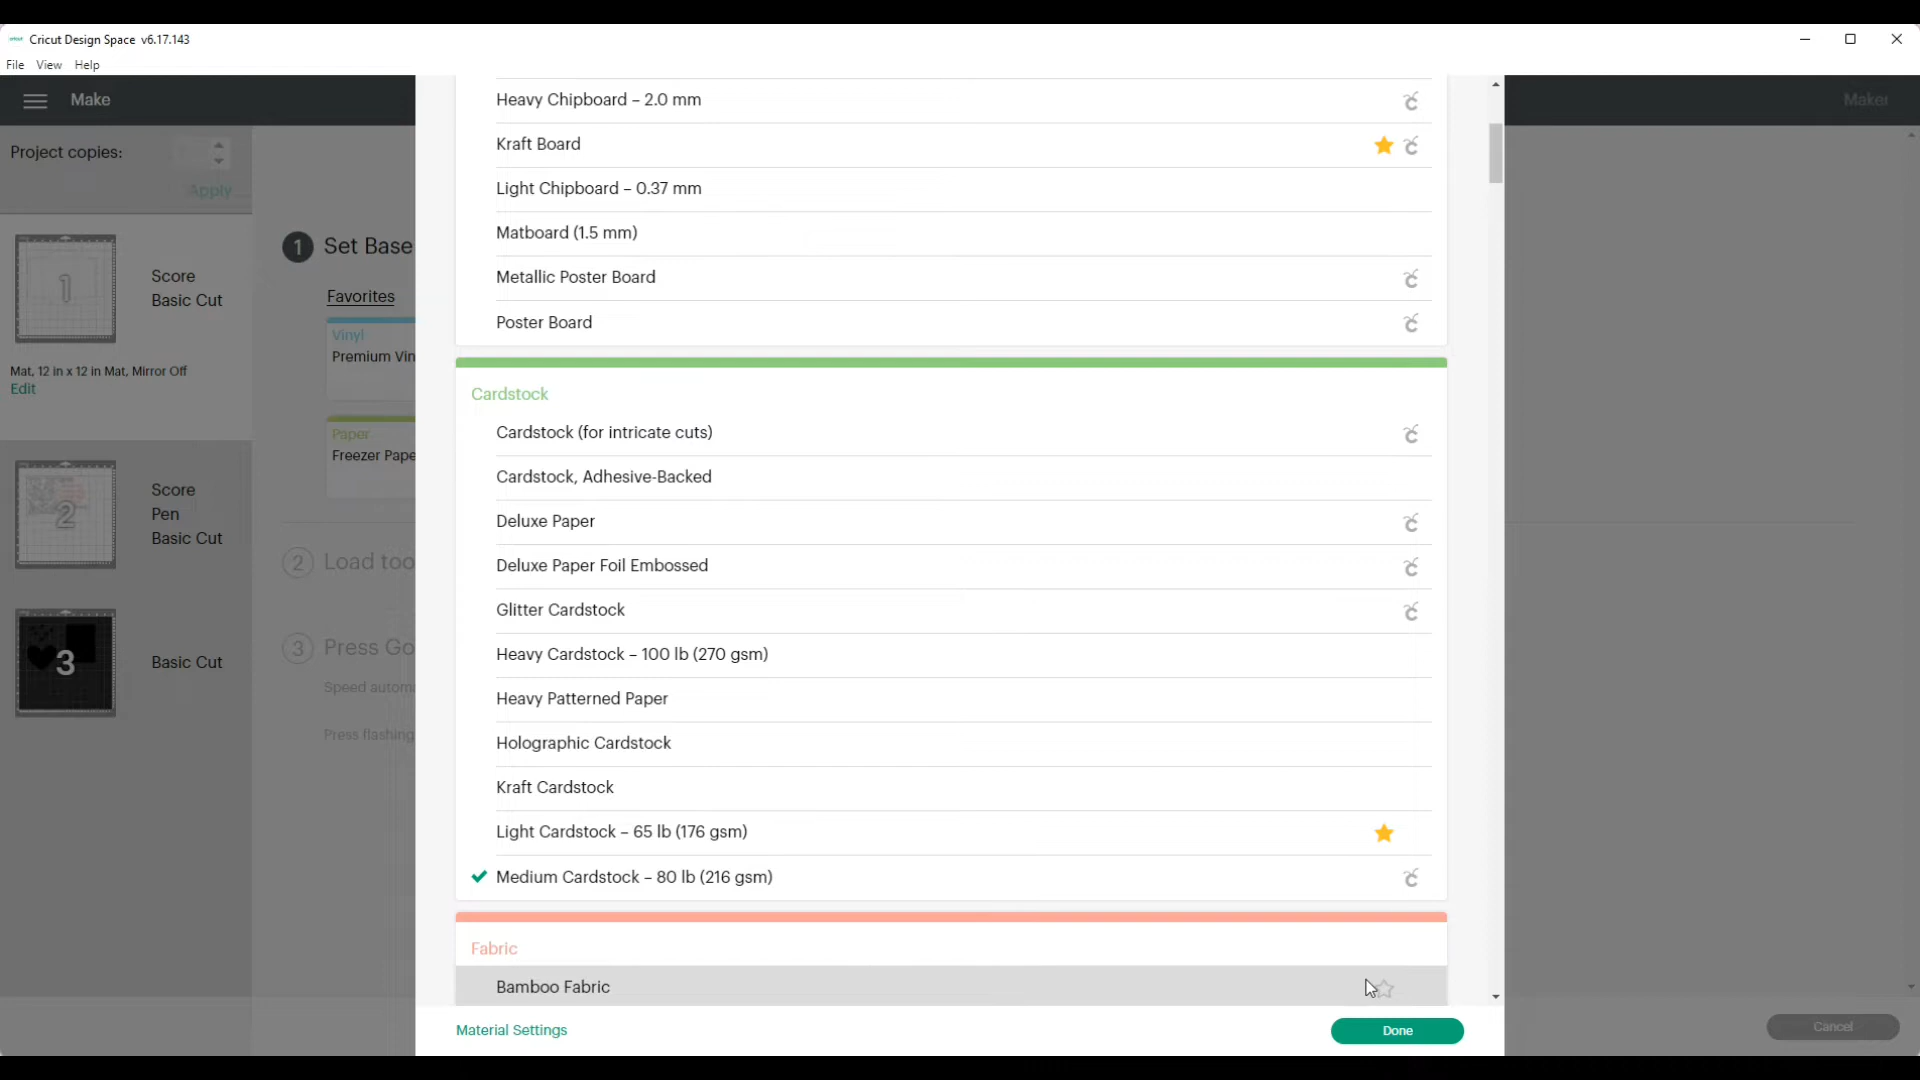 Cricut Design Space v6.17.143
File View Help
Make
Maker
Project copies:
Apply
1
Score
Basic Cut
Mat, 12 in x 12 in Mat, Mirror Off
Edit
2
Score
Pen
Basic Cut
3
Basic Cut
1 Set Base
Favorites
Vinyl
Premium Vin
Paper
Freezer Pape
2 Load too
3 Press Go
Speed automa
Press flashing
Heavy Chipboard – 2.0 mm
Kraft Board
Light Chipboard – 0.37 mm
Matboard (1.5 mm)
Metallic Poster Board
Poster Board
Cardstock
Cardstock (for intricate cuts)
Cardstock, Adhesive-Backed
Deluxe Paper
Deluxe Paper Foil Embossed
Glitter Cardstock
Heavy Cardstock – 100 lb (270 gsm)
Heavy Patterned Paper
Holographic Cardstock
Kraft Cardstock
Light Cardstock – 65 lb (176 gsm)
Medium Cardstock – 80 lb (216 gsm)
Fabric
Bamboo Fabric
Material Settings
Done
Cancel